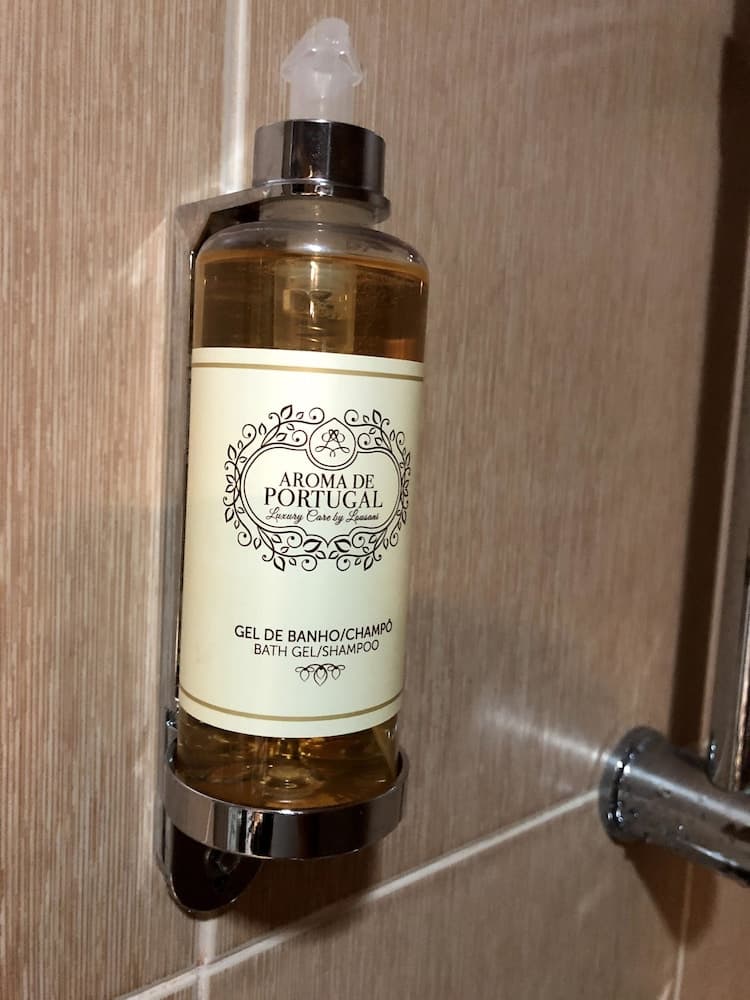 AROMA DE
PORTUGAL
Luxury Care by Lousani
GEL DE BANHO/CHAMPÔ
BATH GEL/SHAMPOO